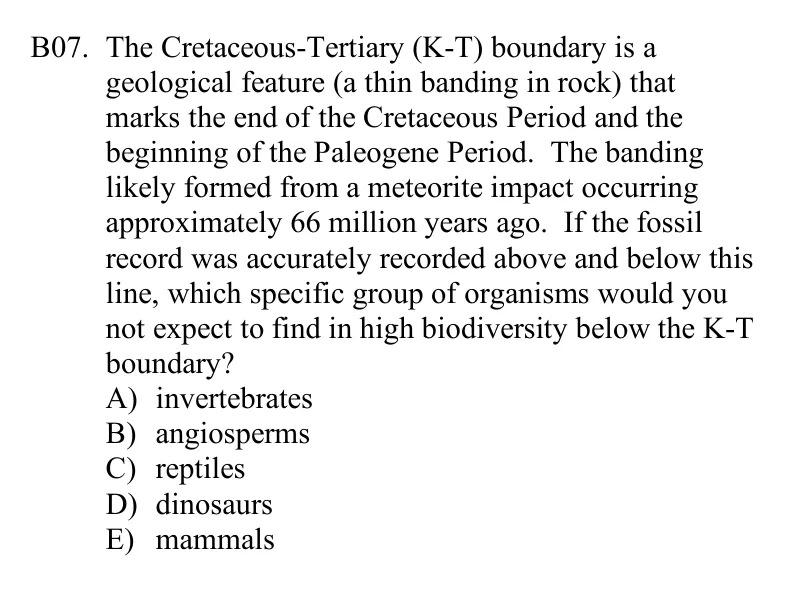 B07. The Cretaceous-Tertiary (K-T) boundary is a
geological feature (a thin banding in rock) that
marks the end of the Cretaceous Period and the
beginning of the Paleogene Period. The banding
likely formed from a meteorite impact occurring
approximately 66 million years ago. If the fossil
record was accurately recorded above and below this
line, which specific group of organisms would you
not expect to find in high biodiversity below the K-T
boundary?
A) invertebrates
B) angiosperms
C) reptiles
D) dinosaurs
E) mammals